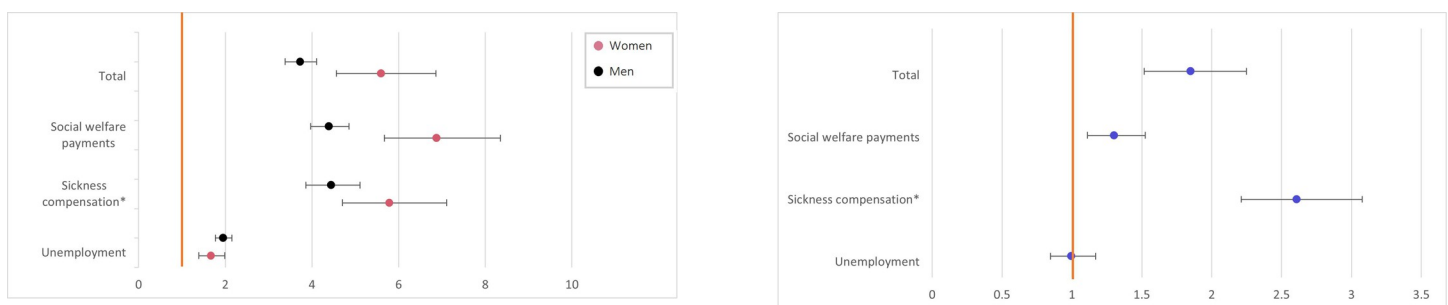 Women
Men
Total
Social welfare
payments
Sickness
compensation*
Unemployment
0 2 4 6 8 10
0 0.5 1 1.5 2 2.5 3 3.5
Total
Social welfare payments
Sickness compensation*
Unemployment